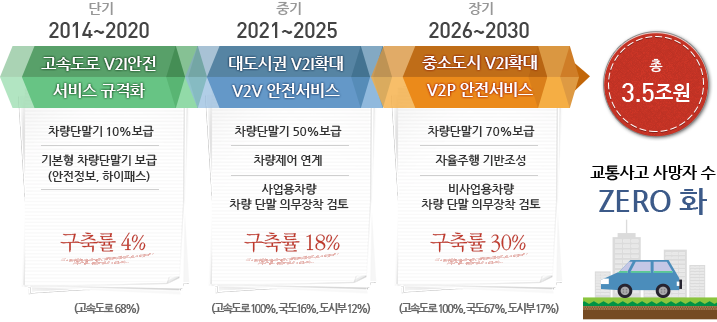 단기
2014~2020
고속도로 V2I안전
서비스 규격화
차량단말기 10%보급
기본형 차량단말기 보급
(안전정보, 하이패스)
구축률 4%
(고속도로 68%)
중기
2021~2025
대도시권 V2I확대
V2V 안전서비스
차량단말기 50%보급
차량제어 연계
사업용차량
차량 단말 의무장착 검토
구축률 18%
(고속도로 100%, 국도16%, 도시부12%)
장기
2026~2030
중소도시 V2I확대
V2P 안전서비스
차량단말기 70%보급
자율주행 기반조성
비사업용차량
차량 단말 의무장착 검토
구축률 30%
(고속도로 100%, 국도67%, 도시부17%)
총
3.5조원
교통사고 사망자 수
ZERO 화